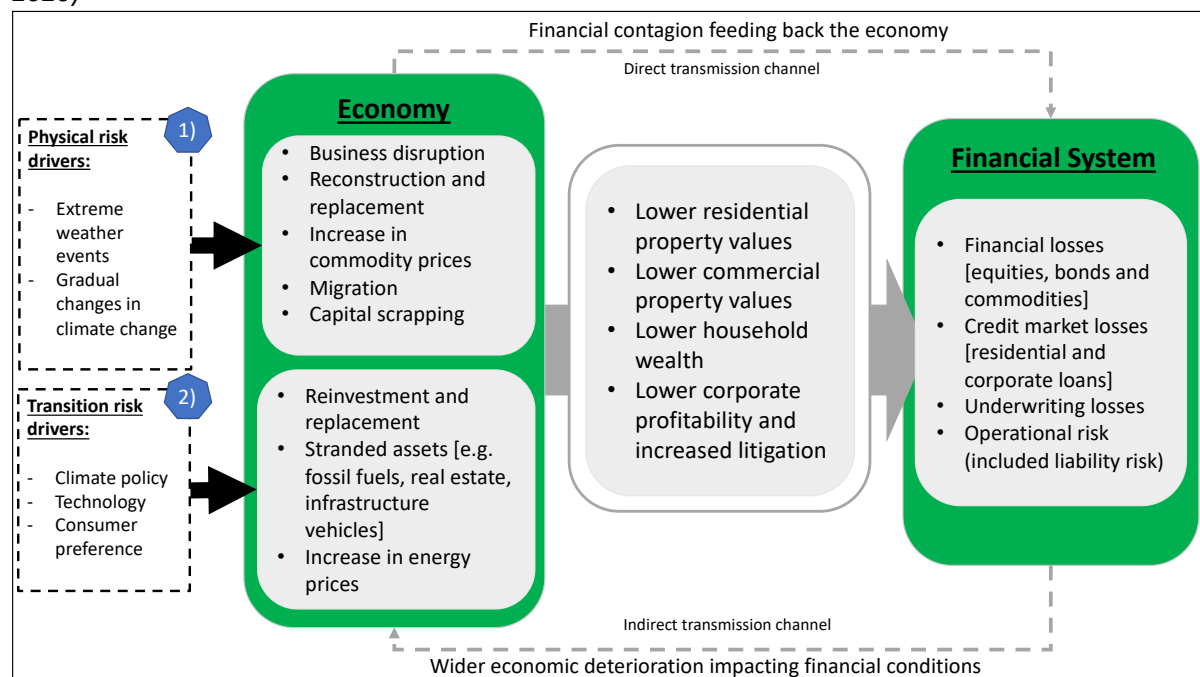 Financial contagion feeding back the economy
Direct transmission channel
1)
Physical risk
drivers:
- Extreme
weather
events
- Gradual
changes in
climate change
2)
Transition risk
drivers:
- Climate policy
- Technology
- Consumer
preference
Economy
• Business disruption
• Reconstruction and
replacement
• Increase in
commodity prices
• Migration
• Capital scrapping
• Reinvestment and
replacement
• Stranded assets [e.g.
fossil fuels, real estate,
infrastructure
vehicles]
• Increase in energy
prices
• Lower residential
property values
• Lower commercial
property values
• Lower household
wealth
• Lower corporate
profitability and
increased litigation
Financial System
• Financial losses
[equities, bonds and
commodities]
• Credit market losses
[residential and
corporate loans]
• Underwriting losses
• Operational risk
(included liability risk)
Indirect transmission channel
Wider economic deterioration impacting financial conditions